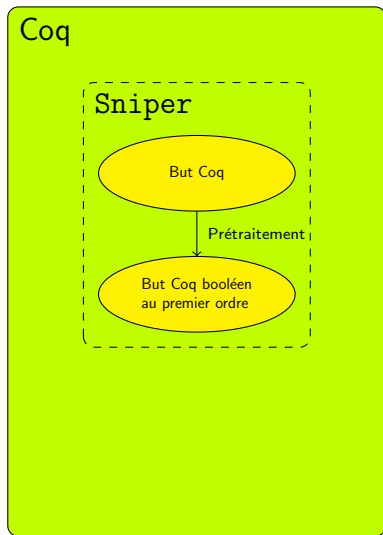 Coq
Sniper
But Coq
Prétraitement
But Coq booléen
au premier ordre